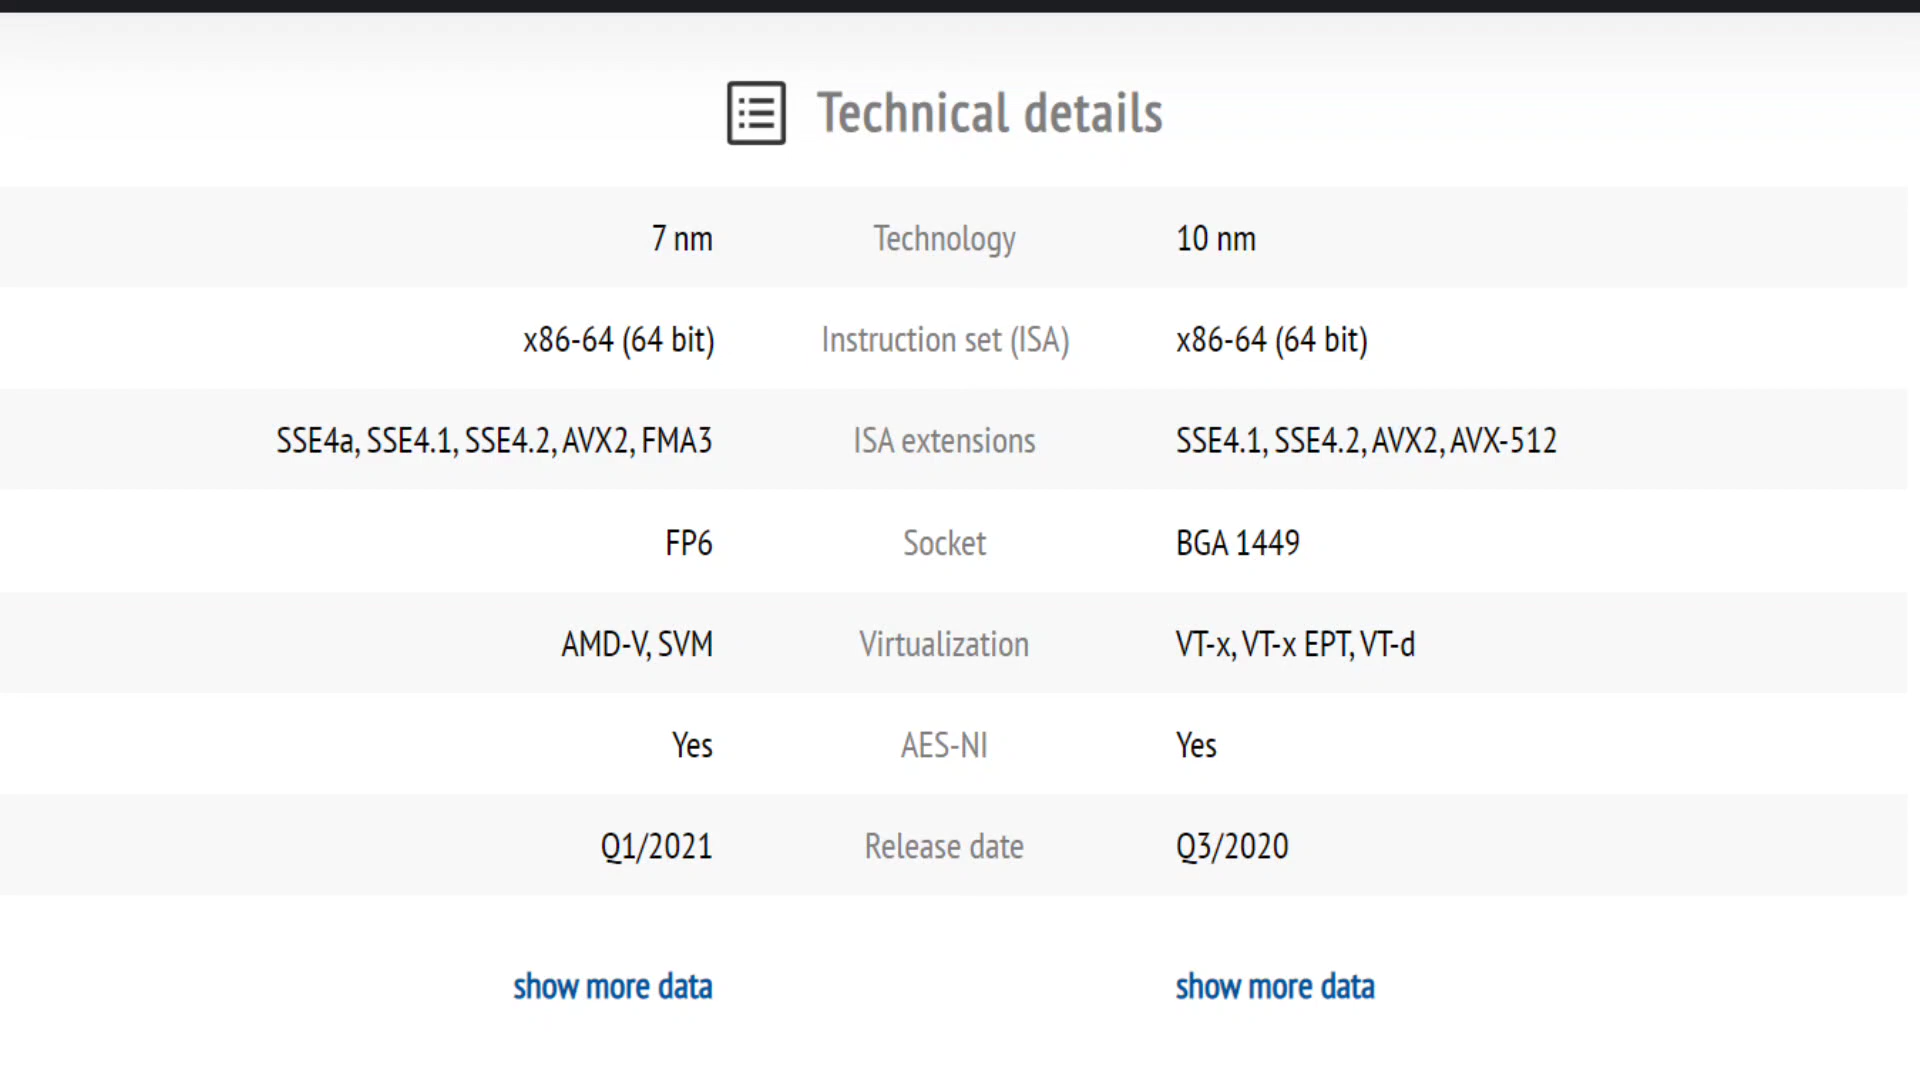 Technical details
7 nm Technology 10 nm
x86-64 (64 bit) Instruction set (ISA) x86-64 (64 bit)
SSE4a, SSE4.1, SSE4.2, AVX2, FMA3 ISA extensions SSE4.1, SSE4.2, AVX2, AVX-512
FP6 Socket BGA 1449
AMD-V, SVM Virtualization VT-x, VT-x EPT, VT-d
Yes AES-NI Yes
Q1/2021 Release date Q3/2020
show more data show more data